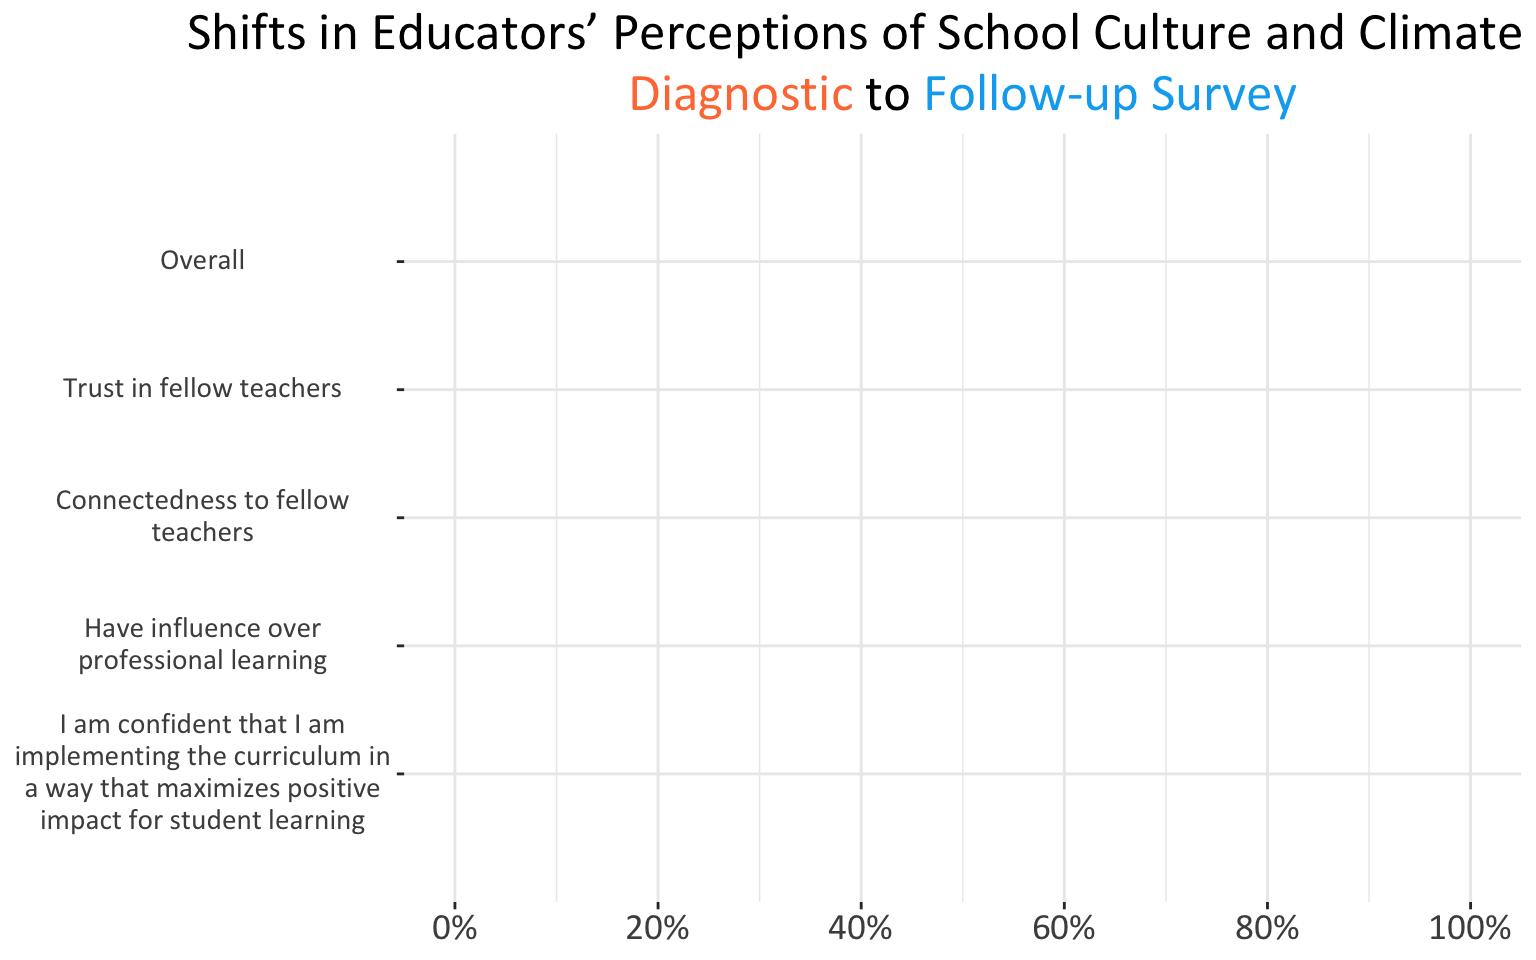 Shifts in Educators’ Perceptions of School Culture and Climate
Diagnostic to Follow-up Survey
Overall
Trust in fellow teachers
Connectedness to fellow
teachers
Have influence over
professional learning
I am confident that I am
implementing the curriculum in
a way that maximizes positive
impact for student learning
0% 20% 40% 60% 80% 100%